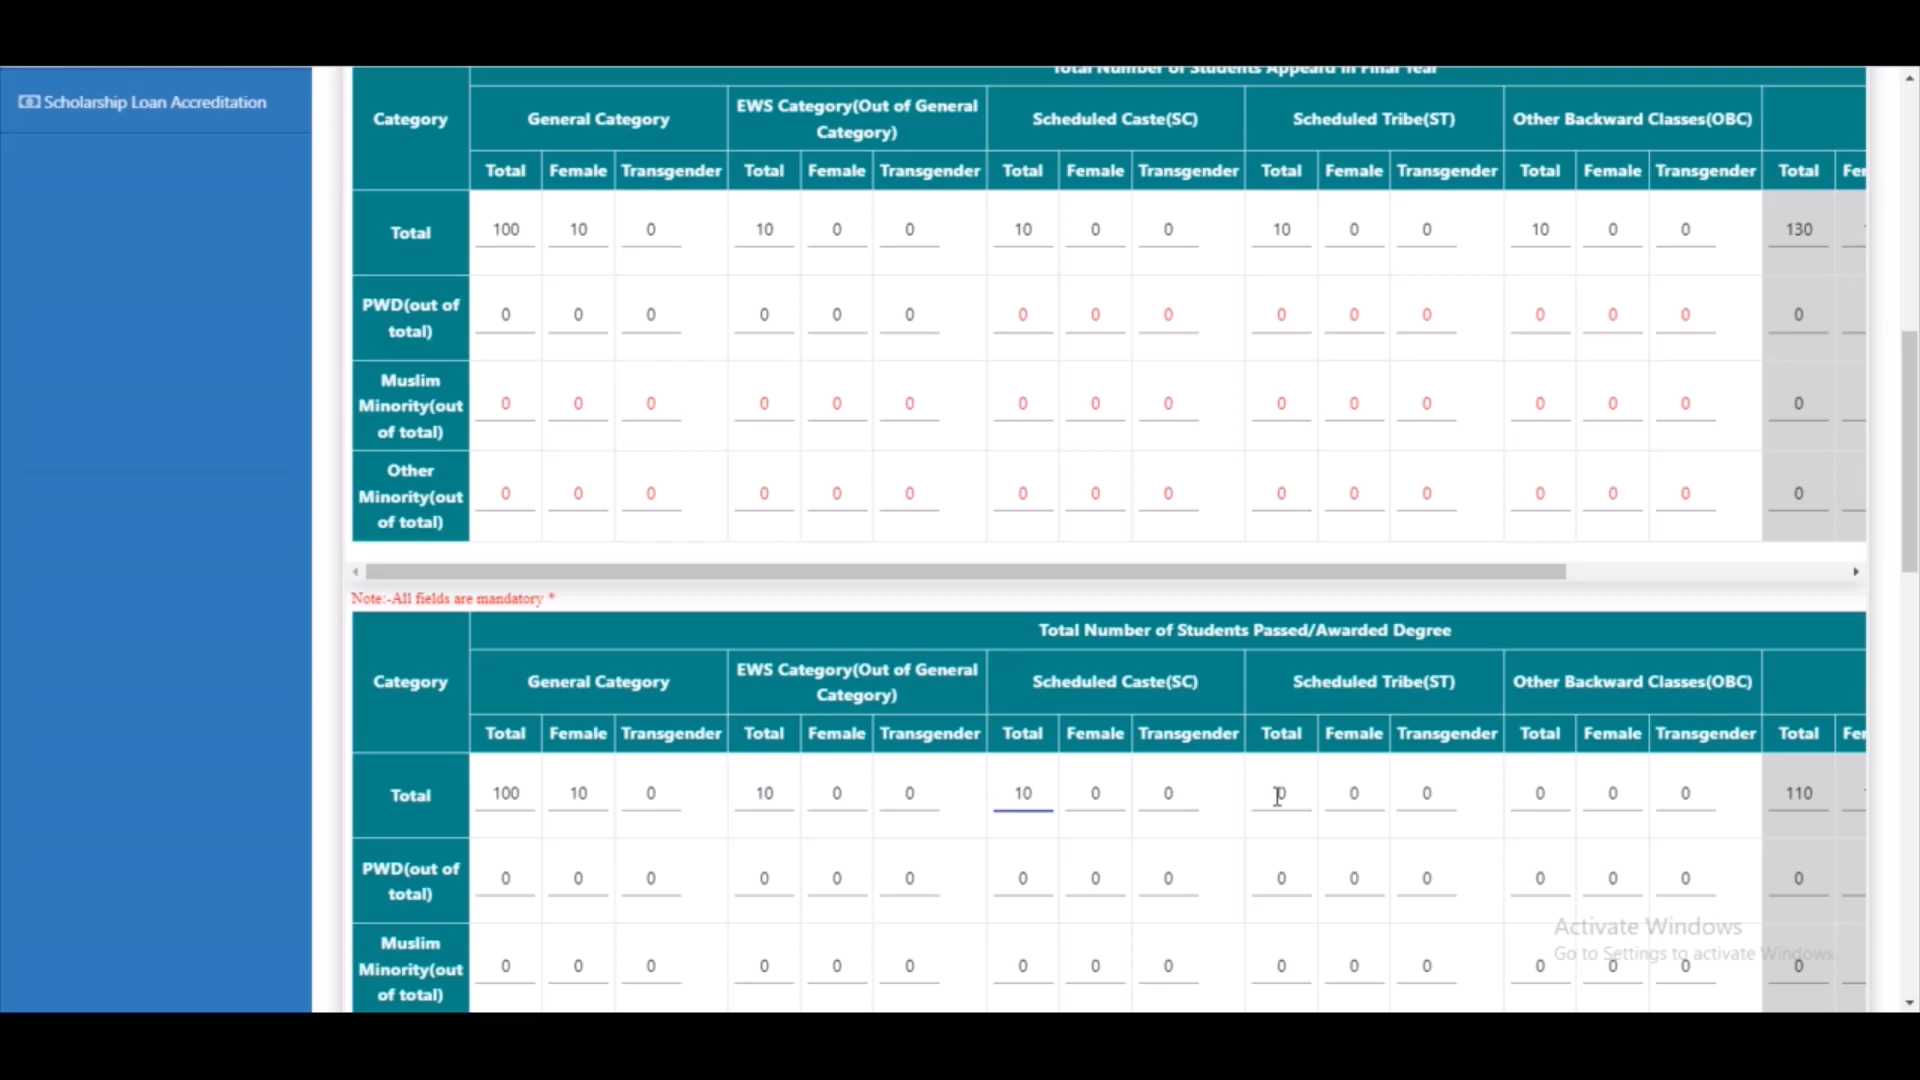 Scholarship Loan Accreditation
Total Number of Students Appeard in Final Year
Category
General Category
EWS Category(Out of General
Category)
Scheduled Caste(SC)
Scheduled Tribe(ST)
Other Backward Classes(OBC)
Total Female Transgender Total Female Transgender Total Female Transgender Total Female Transgender Total Female Transgender Total Fer
Total
100 10 0 10 0 0 10 0 0 10 0 0 10 0 0 130
PWD(out of
total)
0 0 0 0 0 0 0 0 0 0 0 0 0 0 0 0
Muslim
Minority(out
of total)
0 0 0 0 0 0 0 0 0 0 0 0 0 0 0 0
Other
Minority(out
of total)
0 0 0 0 0 0 0 0 0 0 0 0 0 0 0 0
Note:-All fields are mandatory *
Total Number of Students Passed/Awarded Degree
Category
General Category
EWS Category(Out of General
Category)
Scheduled Caste(SC)
Scheduled Tribe(ST)
Other Backward Classes(OBC)
Total Female Transgender Total Female Transgender Total Female Transgender Total Female Transgender Total Female Transgender Total Fer
Total
100 10 0 10 0 0 10 0 0 0 0 0 0 0 0 110
PWD(out of
total)
0 0 0 0 0 0 0 0 0 0 0 0 0 0 0 0
Muslim
Minority(out
of total)
0 0 0 0 0 0 0 0 0 0 0 0 0 0 0 0
Activate Windows
Go to Settings to activate Windows.